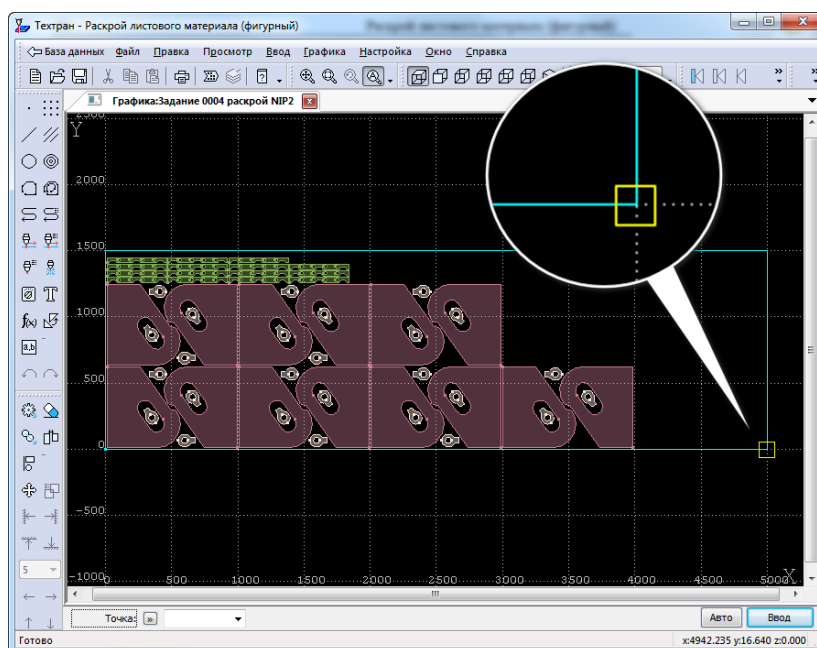 Техтран - Раскрой листового материала (фигурный)
База данных Файл Правка Просмотр Ввод Графика Настройка Окно Справка
Графика:Задание 0004 раскрой NIP2
Y
2500
2000
1500
1000
500
0
-500
-1000
0 500 1000 1500 2000 2500 3000 3500 4000 4500 5000 X
f(x)
a,b
5
Точка: Авто Ввод
Готово x:4942.235 y:16.640 z:0.000